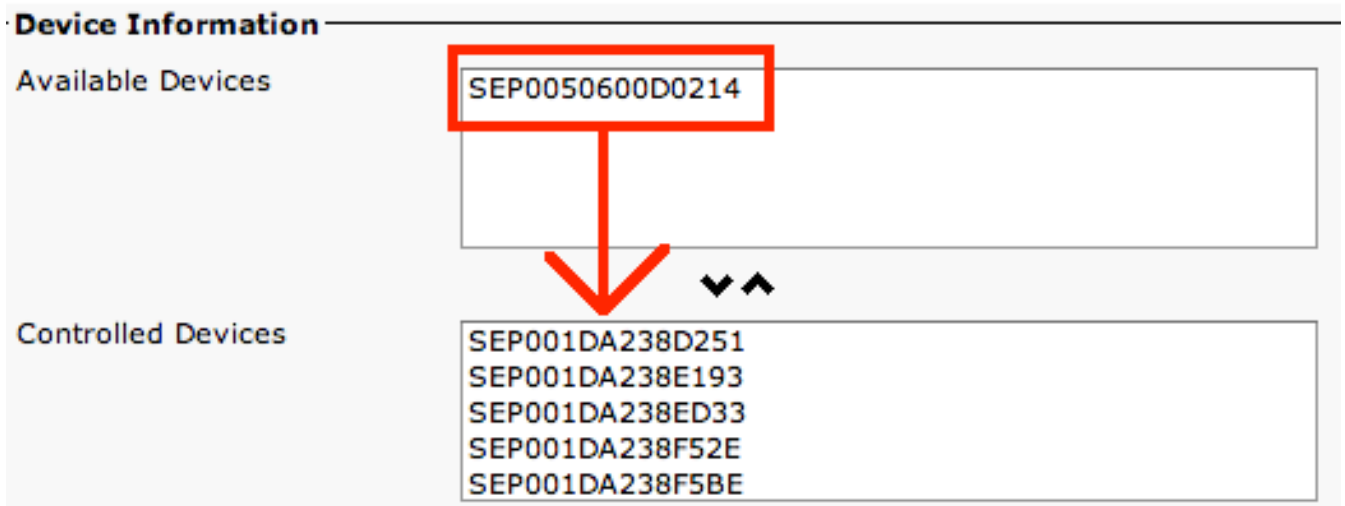 Device Information
Available Devices
SEP0050600D0214
Controlled Devices
SEP001DA238D251
SEP001DA238E193
SEP001DA238ED33
SEP001DA238F52E
SEP001DA238F5BE